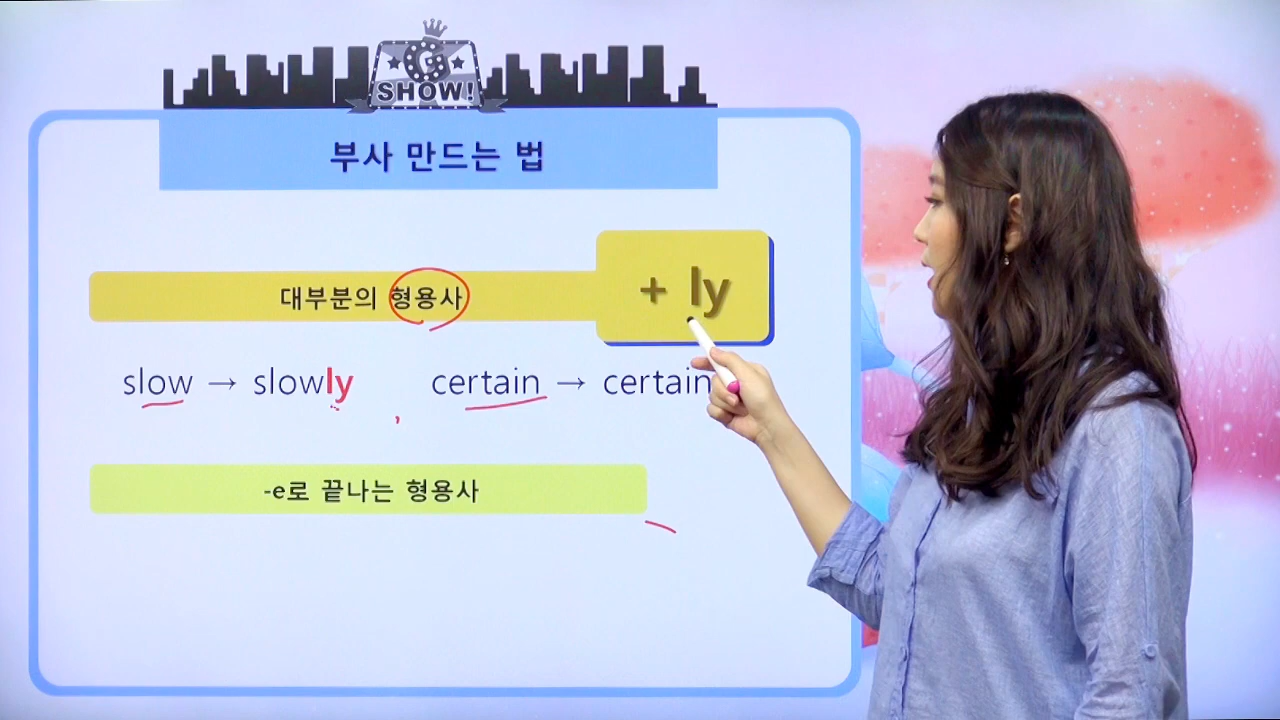 G
SHOW!
부사 만드는 법
대부분의 형용사
+ ly
slow → slowly
certain → certain
-e로 끝나는 형용사